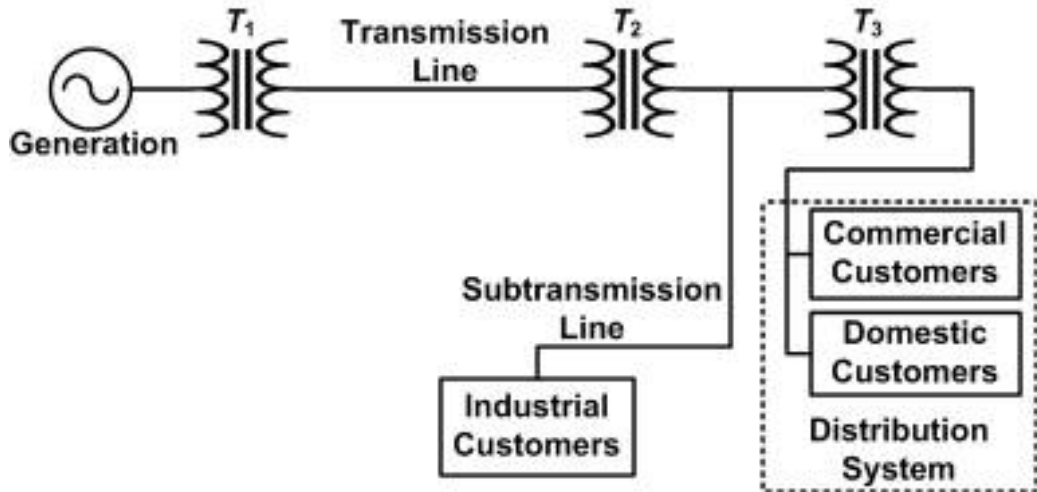 T1
Transmission
Line
T2
T3
Generation
Commercial
Customers
Subtransmission
Line
Domestic
Customers
Industrial
Customers
Distribution
System